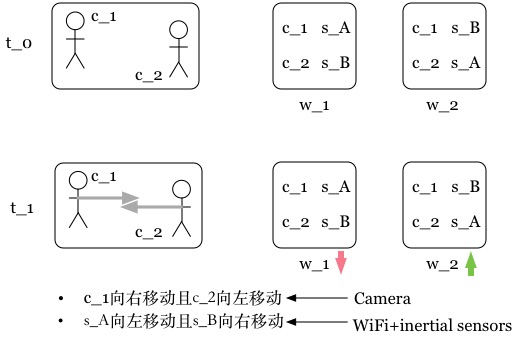 t_0 c_1 c_2
c_1 s_A
c_2 s_B
w_1
c_1 s_B
c_2 s_A
w_2
t_1 c_1 c_2
c_1 s_A
c_2 s_B
w_1
c_1 s_B
c_2 s_A
w_2
• c_1向右移动且c_2向左移动 Camera
• s_A向左移动且s_B向右移动 WiFi+inertial sensors